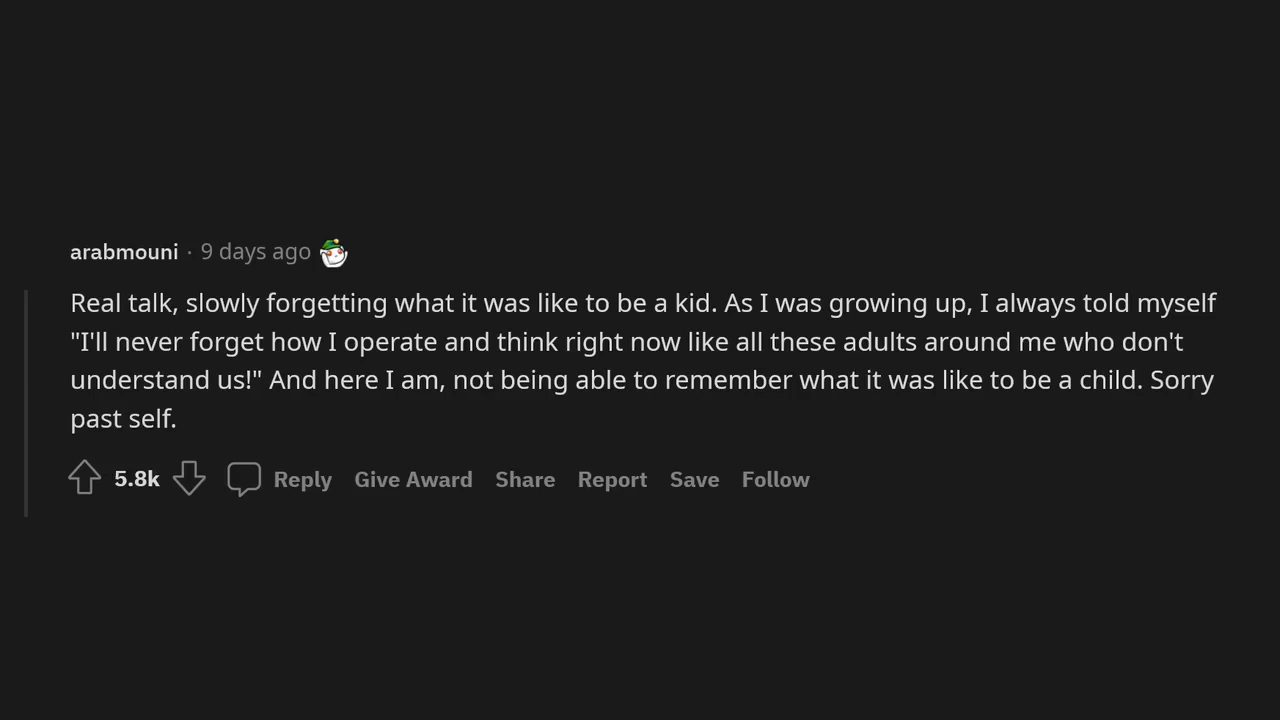 arabmouni · 9 days ago
Real talk, slowly forgetting what it was like to be a kid. As I was growing up, I always told myself
"I'll never forget how I operate and think right now like all these adults around me who don't
understand us!" And here I am, not being able to remember what it was like to be a child. Sorry
past self.
5.8k Reply Give Award Share Report Save Follow